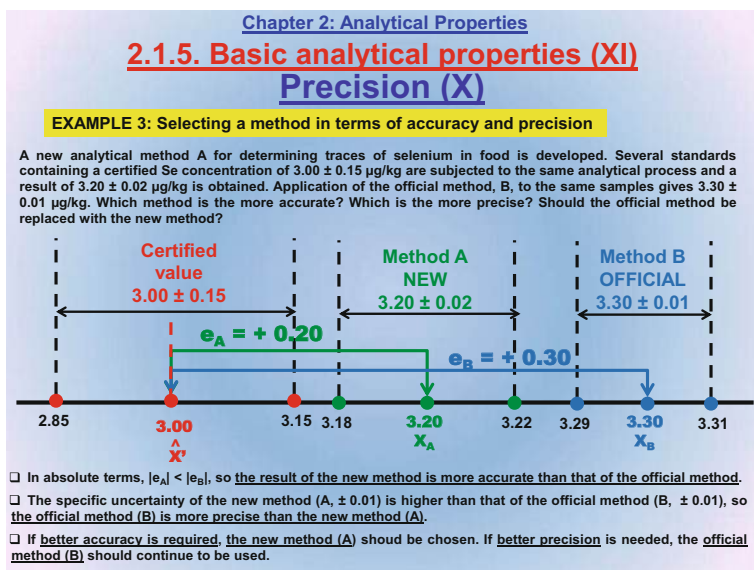 Chapter 2: Analytical Properties
2.1.5. Basic analytical properties (XI)
Precision (X)
EXAMPLE 3: Selecting a method in terms of accuracy and precision
A new analytical method A for determining traces of selenium in food is developed. Several standards
containing a certified Se concentration of 3.00 ± 0.15 µg/kg are subjected to the same analytical process and a
result of 3.20 ± 0.02 µg/kg is obtained. Application of the official method, B, to the same samples gives 3.30 ±
0.01 µg/kg. Which method is the more accurate? Which is the more precise? Should the official method be
replaced with the new method?
Certified
value
3.00 ± 0.15
Method A
NEW
3.20 ± 0.02
Method B
OFFICIAL
3.30 ± 0.01
eA = + 0.20
eB = + 0.30
2.85
3.00
3.15
3.18
3.20
3.22
3.29
3.30
3.31
X̂'
XA
XB
❑ In absolute terms, |eA| < |eB|, so the result of the new method is more accurate than that of the official method.
❑ The specific uncertainty of the new method (A, ± 0.01) is higher than that of the official method (B, ± 0.01), so
the official method (B) is more precise than the new method (A).
❑ If better accuracy is required, the new method (A) shoud be chosen. If better precision is needed, the official
method (B) should continue to be used.